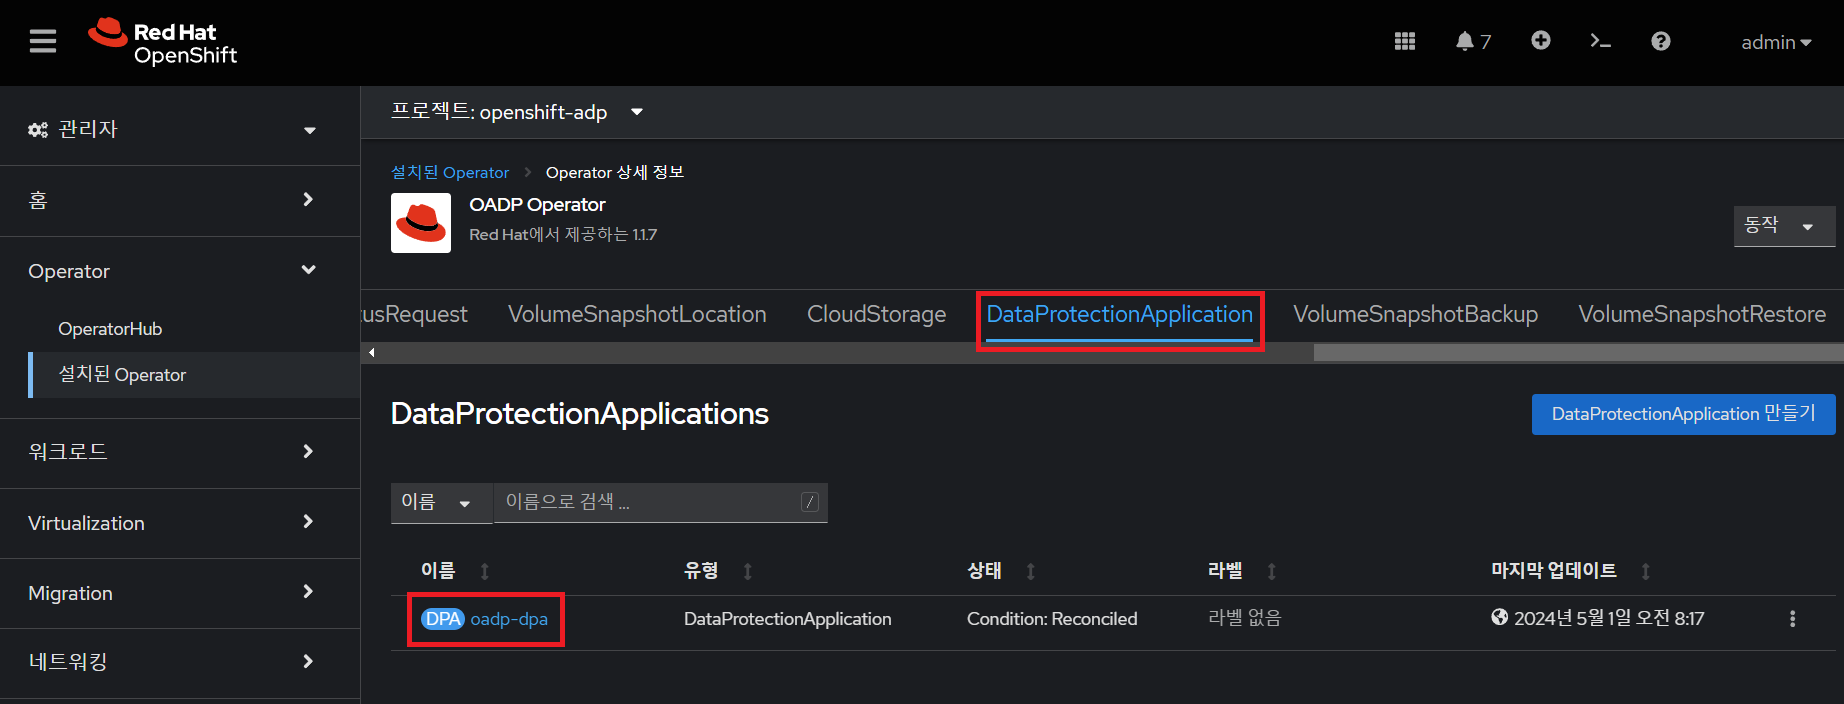 Red Hat
OpenShift
7
admin
관리자
홈
Operator
OperatorHub
설치된 Operator
워크로드
Virtualization
Migration
네트워킹
프로젝트: openshift-adp
설치된 Operator
Operator 상세 정보
OADP Operator
Red Hat에서 제공하는 1.1.7
동작
tusRequest
VolumeSnapshotLocation
CloudStorage
DataProtectionApplication
VolumeSnapshotBackup
VolumeSnapshotRestore
DataProtectionApplications
DataProtectionApplication 만들기
이름
이름으로 검색 ...
/
이름
유형
상태
라벨
마지막 업데이트
DPA oadp-dpa
DataProtectionApplication
Condition: Reconciled
라벨 없음
2024년 5월 1일 오전 8:17